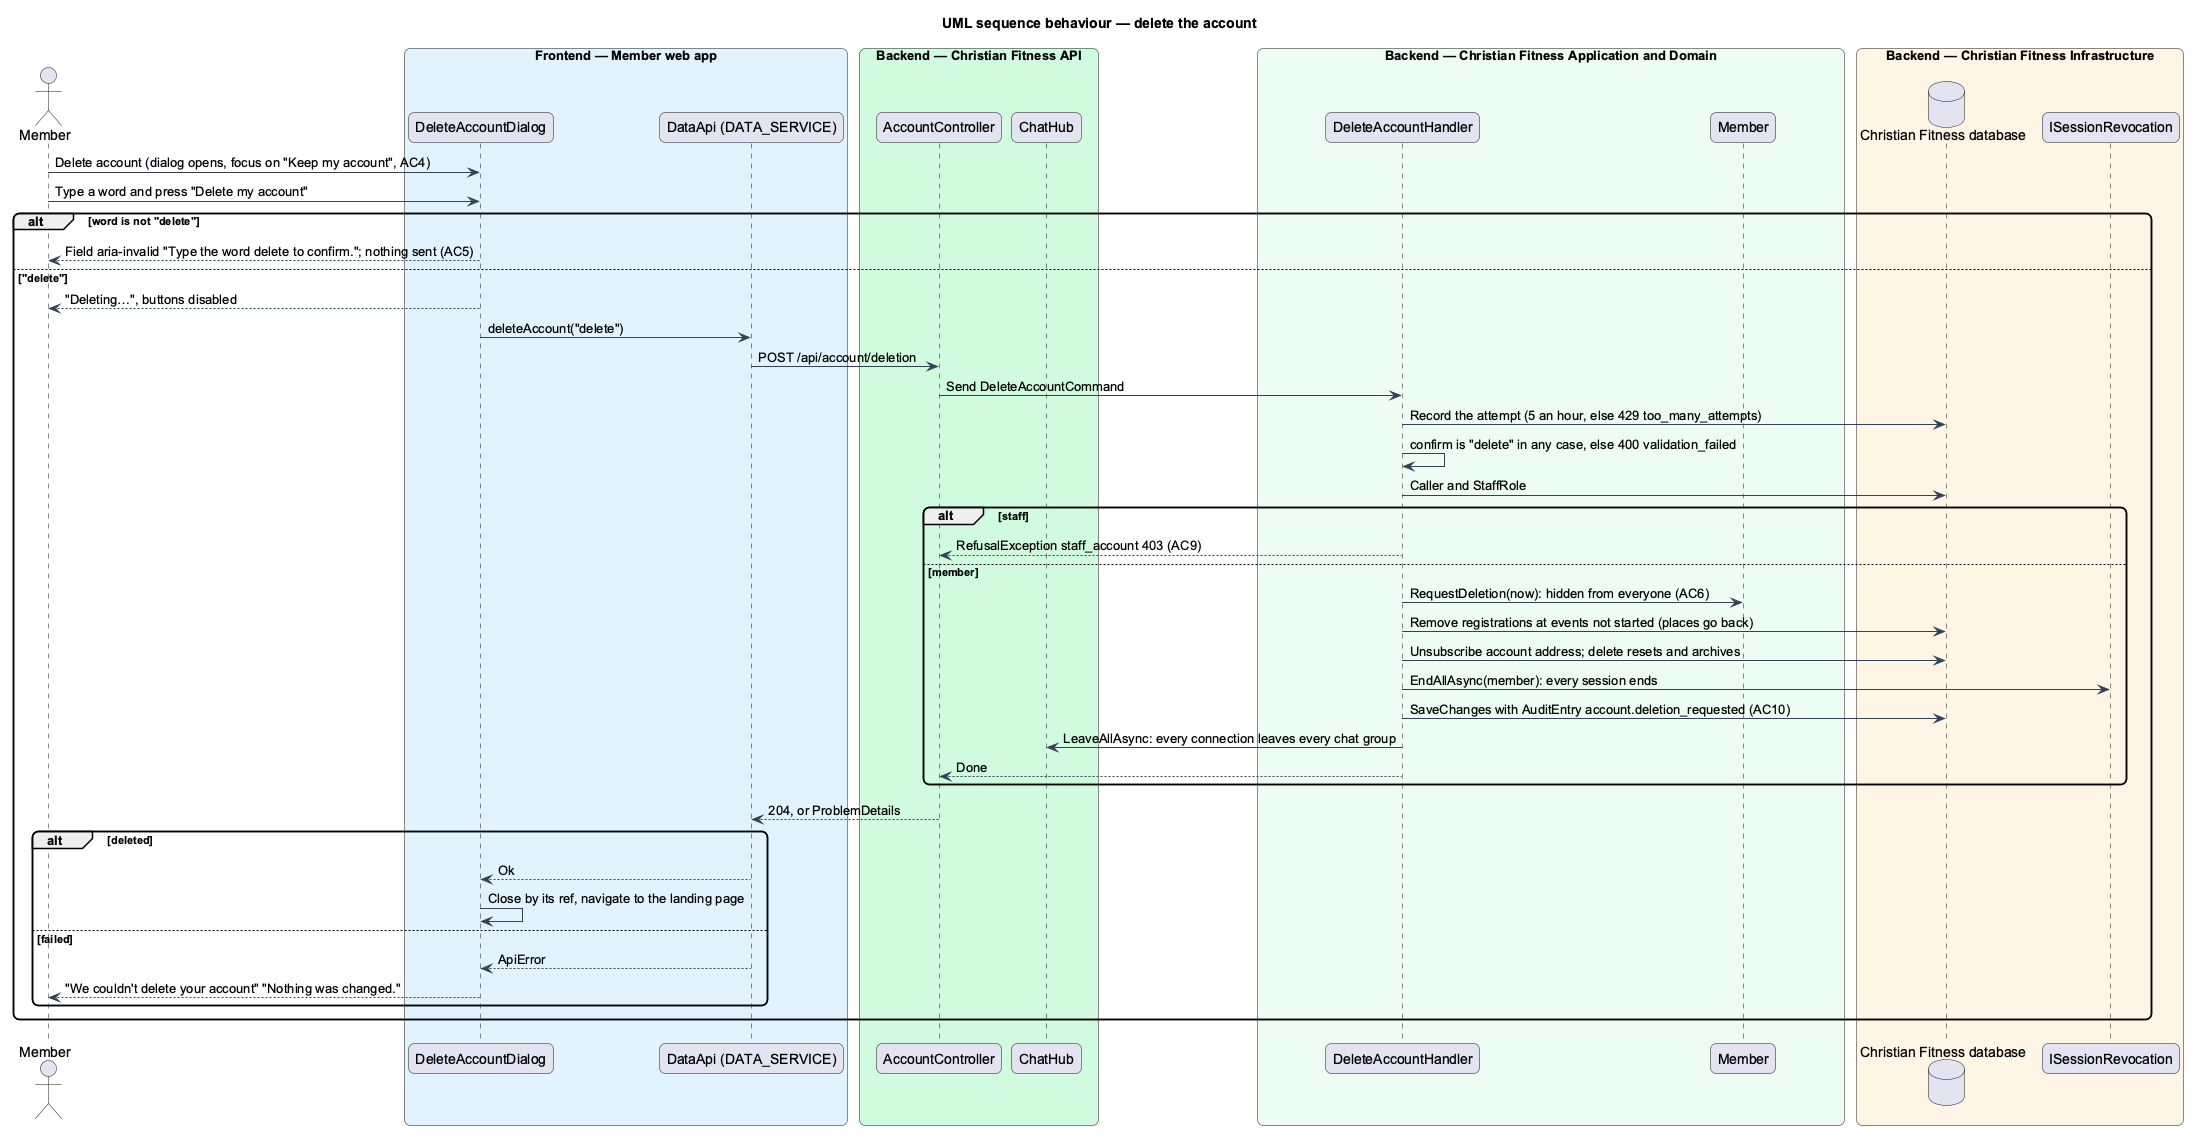 UML sequence behaviour — delete the account
Frontend — Member web app
Backend — Christian Fitness API
Backend — Christian Fitness Application and Domain
Backend — Christian Fitness Infrastructure
Member
DeleteAccountDialog
DataApi (DATA_SERVICE)
AccountController
ChatHub
DeleteAccountHandler
Member
Christian Fitness database
ISessionRevocation
Delete account (dialog opens, focus on "Keep my account", AC4)
Type a word and press "Delete my account"
alt [word is not "delete"]
Field aria-invalid "Type the word delete to confirm."; nothing sent (AC5)
["delete"]
"Deleting…", buttons disabled
deleteAccount("delete")
POST /api/account/deletion
Send DeleteAccountCommand
Record the attempt (5 an hour, else 429 too_many_attempts)
confirm is "delete" in any case, else 400 validation_failed
Caller and StaffRole
alt [staff]
RefusalException staff_account 403 (AC9)
[member]
RequestDeletion(now): hidden from everyone (AC6)
Remove registrations at events not started (places go back)
Unsubscribe account address; delete resets and archives
EndAllAsync(member): every session ends
SaveChanges with AuditEntry account.deletion_requested (AC10)
LeaveAllAsync: every connection leaves every chat group
Done
204, or ProblemDetails
alt [deleted]
Ok
Close by its ref, navigate to the landing page
[failed]
ApiError
"We couldn't delete your account" "Nothing was changed."
Member
DeleteAccountDialog
DataApi (DATA_SERVICE)
AccountController
ChatHub
DeleteAccountHandler
Member
Christian Fitness database
ISessionRevocation